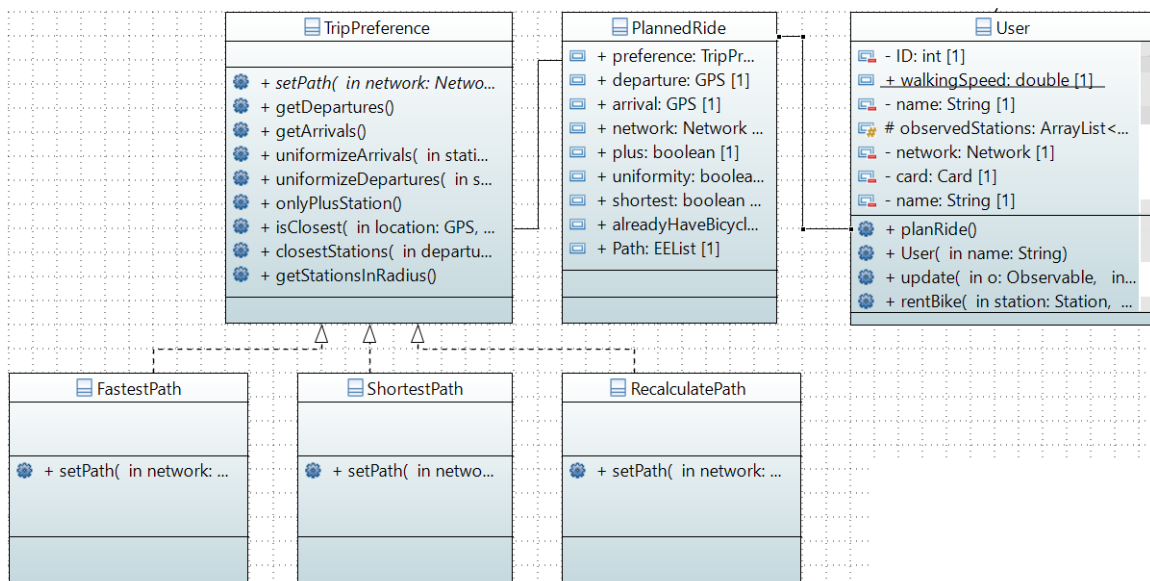 TripPreference
+ setPath( in network: Netwo...
+ getDepartures()
+ getArrivals()
+ uniformizeArrivals( in stati...
+ uniformizeDepartures( in s...
+ onlyPlusStation()
+ isClosest( in location: GPS, ...
+ closestStations( in departu...
+ getStationsInRadius()
PlannedRide
+ preference: TripPr...
+ departure: GPS [1]
+ arrival: GPS [1]
+ network: Network ...
+ plus: boolean [1]
+ uniformity: boolea...
+ shortest: boolean ...
+ alreadyHaveBicycl...
+ Path: EEList [1]
User
- ID: int [1]
+ walkingSpeed: double [1]
- name: String [1]
# observedStations: ArrayList<...
- network: Network [1]
- card: Card [1]
- name: String [1]
+ planRide()
+ User( in name: String)
+ update( in o: Observable, in...
+ rentBike( in station: Station, ...
FastestPath
+ setPath( in network: ...
ShortestPath
+ setPath( in netwo...
RecalculatePath
+ setPath( in network: ...